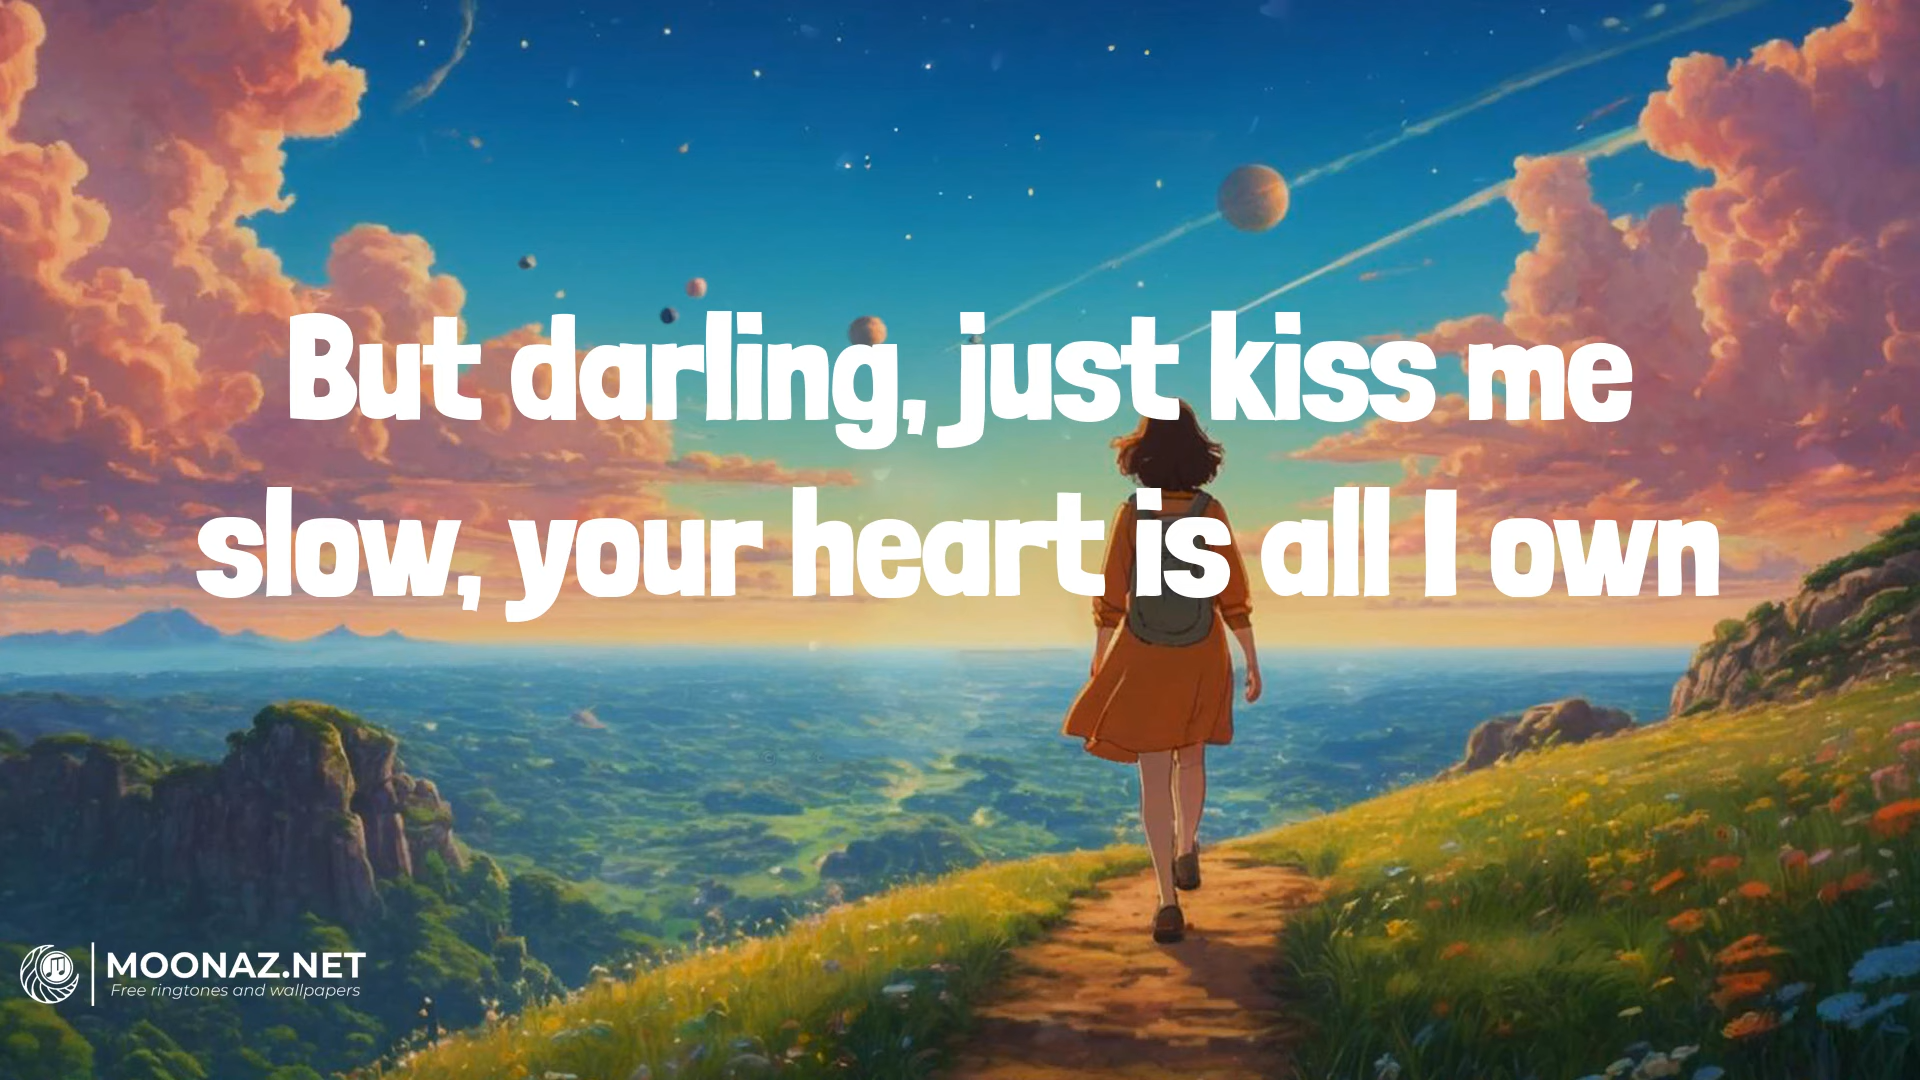 But darling, just kiss me
slow, your heart is all I own
MOONAZ.NET
Free ringtones and wallpapers